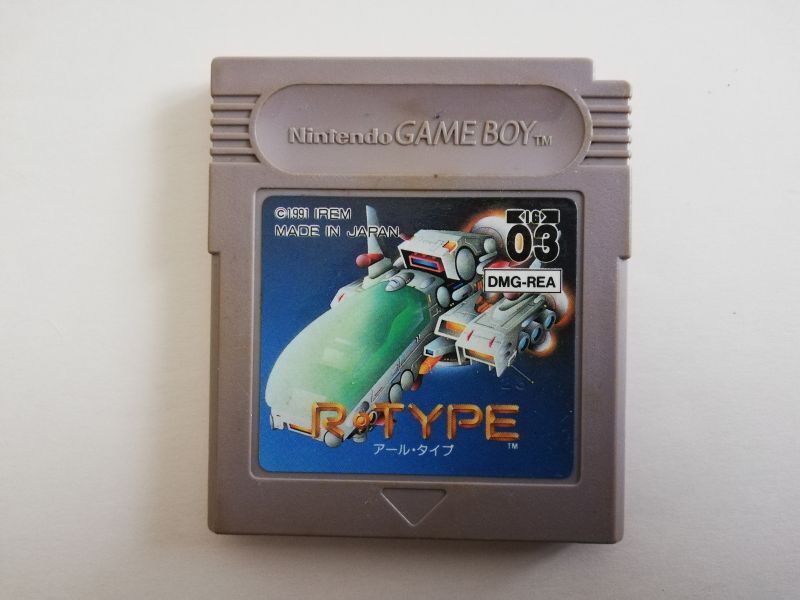 Nintendo GAME BOY TM
©1991 IREM
MADE IN JAPAN
IG
03
DMG-REA
R•TYPE TM
アール・タイプ